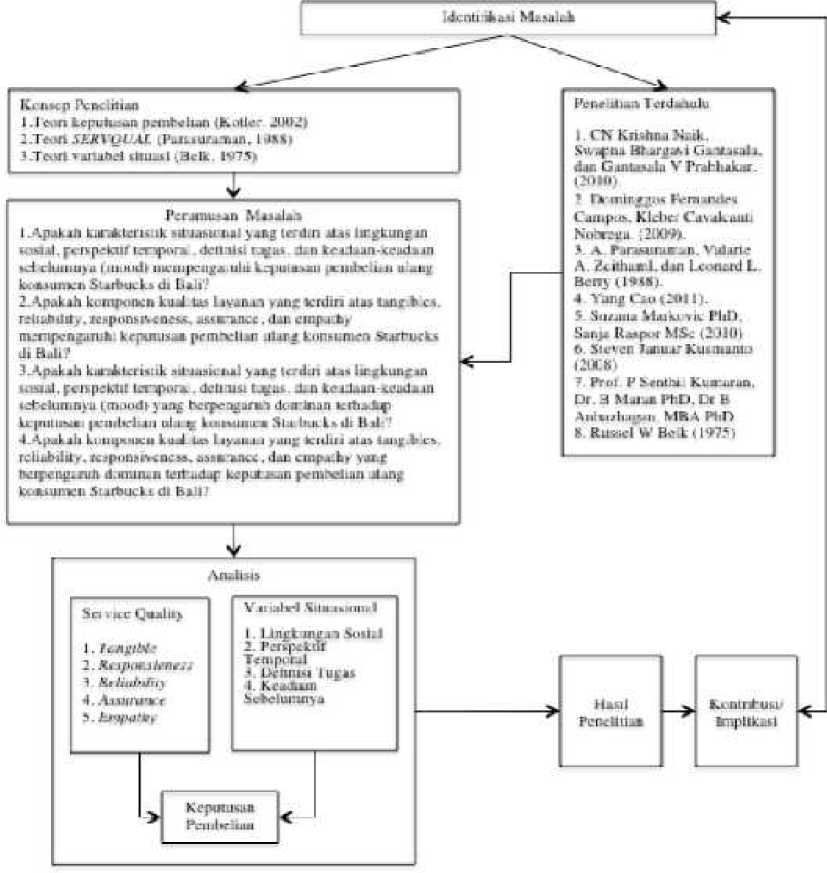 Identifikasi Masalah
Konsep Penelitian
1.Teori keputusan pembelian (Kotler, 2002)
2.Teori SERVQUAL (Parasuraman, 1988)
3.Teori variabel situasi (Belk, 1975)
Penelitian Terdahulu
1. CN Krishna Naik,
Swapna Bhargavi Gantasala,
dan Gantasala V Prabhakar.
(2010)
2. Dominggos Fernandes
Campos, Kleber Cavalcanti
Nobrega. (2009).
3. A. Parasuraman, Valarie
A. Zeithaml, dan Leonard L.
Berry (1988).
4. Yang Cao (2011).
5. Suzana Markovic PhD,
Sanja Raspor MSc (2010)
6. Steven Januar Kusmanto
(2008)
7. Prof. P Senthil Kumaran,
Dr. B Maran PhD, Dr B
Anbazhagan, MBA PhD
8. Russel W Belk (1975)
Perumusan Masalah
1.Apakah karakteristik situasional yang terdiri atas lingkungan
sosial, perspektif temporal, definisi tugas, dan keadaan-keadaan
sebelumnya (mood) mempengaruhi keputusan pembelian ulang
konsumen Starbucks di Bali?
2.Apakah komponen kualitas layanan yang terdiri atas tangibles,
reliability, responsiveness, assurance, dan empathy
mempengaruhi keputusan pembelian ulang konsumen Starbucks
di Bali?
3.Apakah karakteristik situasional yang terdiri atas lingkungan
sosial, perspektif temporal, definisi tugas, dan keadaan-keadaan
sebelumnya (mood) yang berpengaruh dominan terhadap
keputusan pembelian ulang konsumen Starbucks di Bali?
4.Apakah komponen kualitas layanan yang terdiri atas tangibles,
reliability, responsiveness, assurance, dan empathy yang
berpengaruh dominan terhadap keputusan pembelian ulang
konsumen Starbucks di Bali?
Analisis
Service Quality
1. Tangible
2. Responsieness
3. Reliability
4. Assurance
5. Empathy
Variabel Situasional
1. Lingkungan Sosial
2. Perspektif
Temporal
3. Definisi Tugas
4. Keadaan
Sebelumnya
Keputusan
Pembelian
Hasil
Penelitian
Kontribusi/
Implikasi